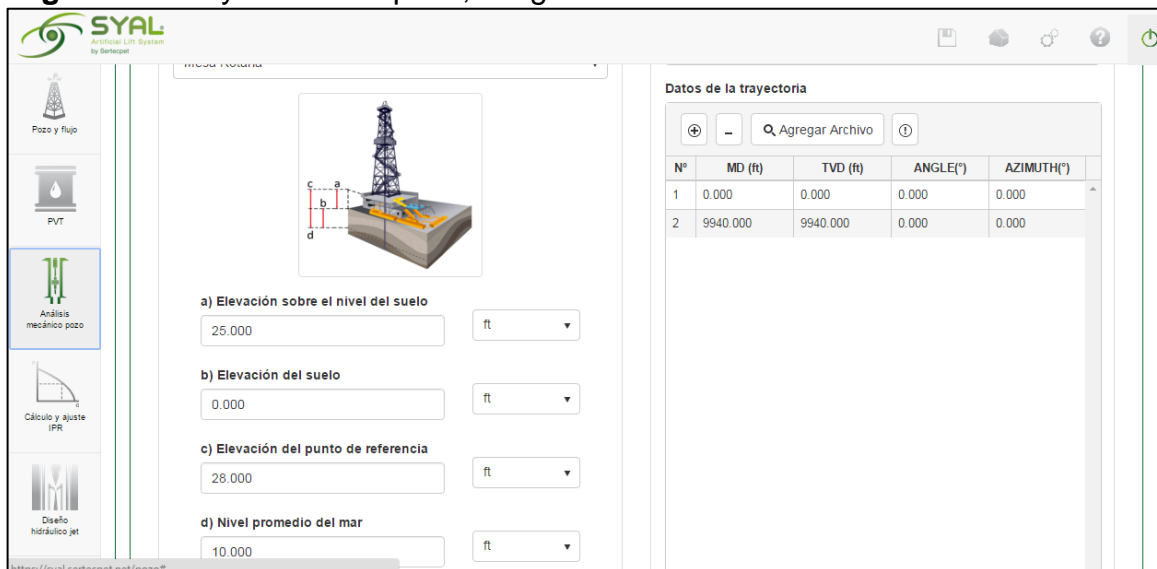 SYAL:
Artificial Lift System
by Sertecpet
Pozo y flujo
PVT
Análisis
mecánico pozo
Cálculo y ajuste
IPR
Diseño
hidráulico jet
c a
b
d
a) Elevación sobre el nivel del suelo
25.000 ft
b) Elevación del suelo
0.000 ft
c) Elevación del punto de referencia
28.000 ft
d) Nivel promedio del mar
10.000 ft
Datos de la trayectoria
Agregar Archivo
Nº MD (ft) TVD (ft) ANGLE(°) AZIMUTH(°)
1 0.000 0.000 0.000 0.000
2 9940.000 9940.000 0.000 0.000